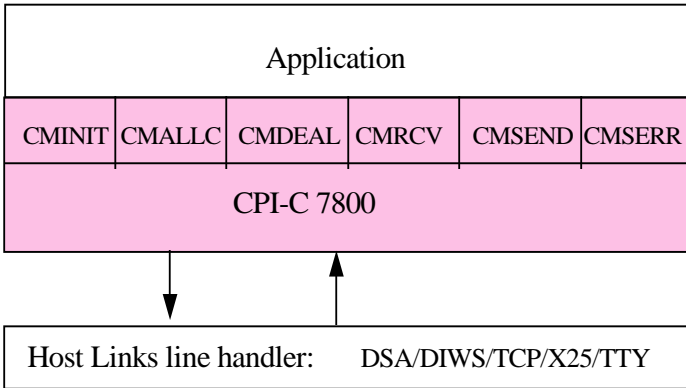 Application
CMINIT CMALLC CMDEAL CMRCV CMSEND CMSERR
CPI-C 7800
Host Links line handler: DSA/DIWS/TCP/X25/TTY